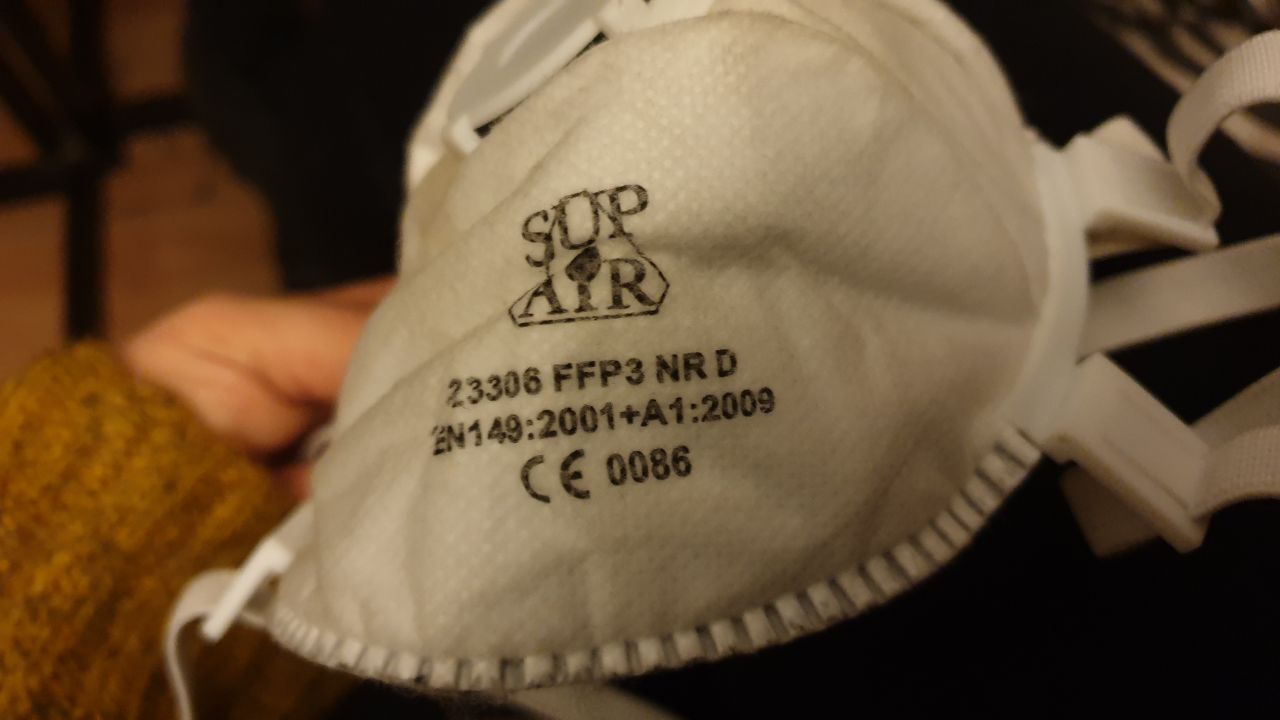 SUP
AIR
23306 FFP3 NR D
EN149:2001+A1:2009
CE 0086